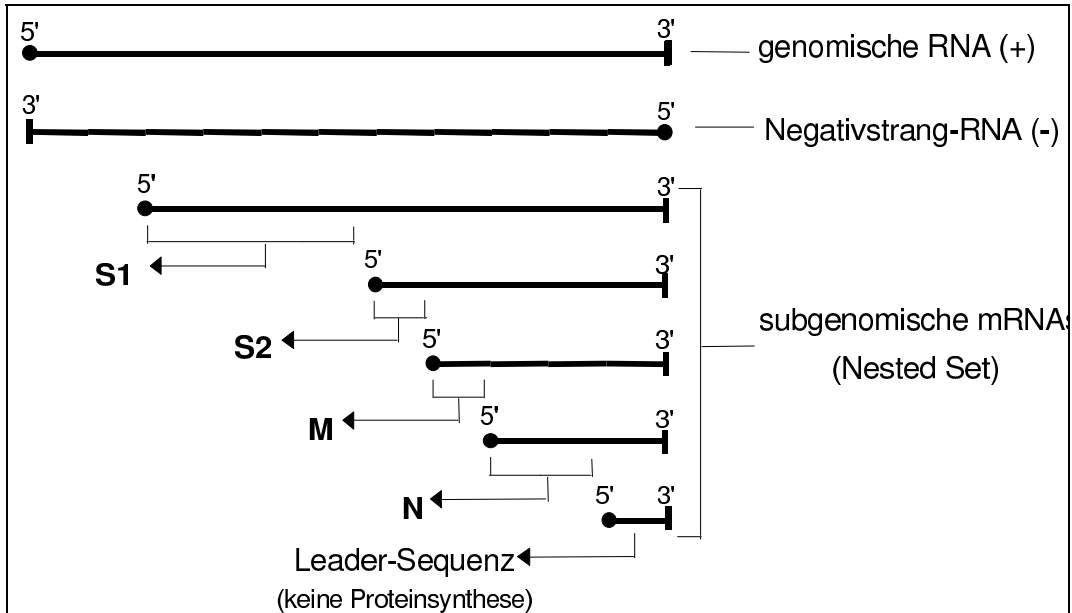 5' 3'
genomische RNA (+)
3' 5'
Negativstrang-RNA (-)
5' 3'
S1
5' 3'
subgenomische mRNAs
S2
5' 3'
(Nested Set)
M
5' 3'
N
5' 3'
Leader-Sequenz
(keine Proteinsynthese)